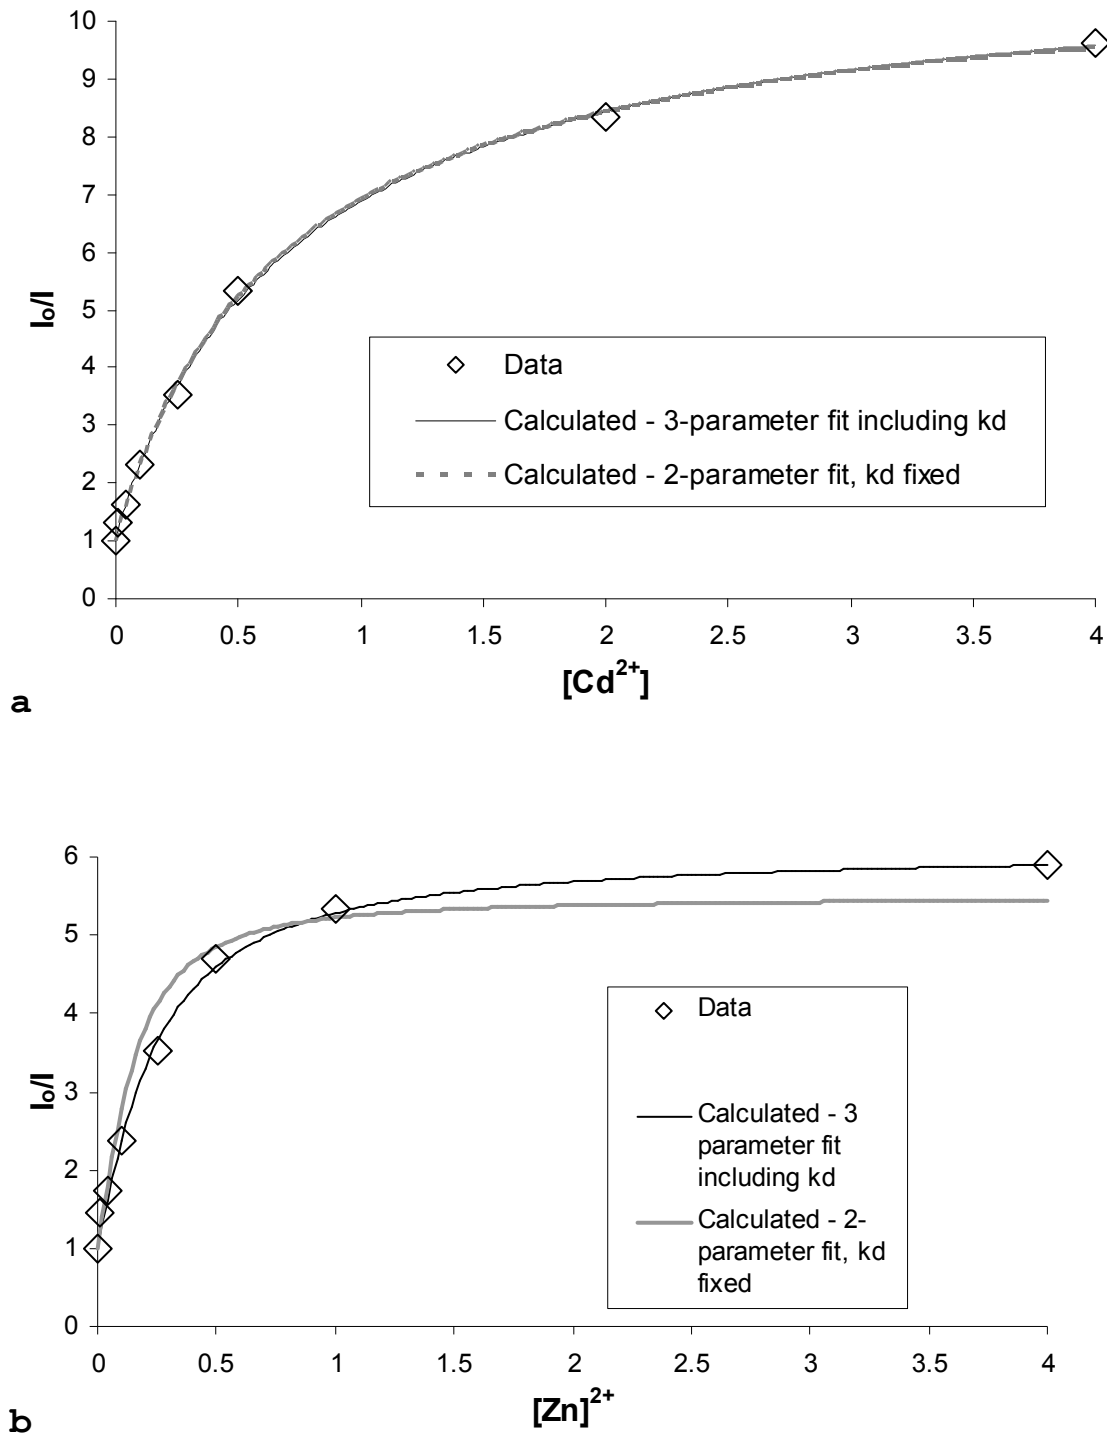 10
9
8
7
6
5
4
3
2
1
0
I₀/I
Data
Calculated - 3-parameter fit including kd
Calculated - 2-parameter fit, kd fixed
0 0.5 1 1.5 2 2.5 3 3.5 4
[Cd²⁺]
a
6
5
4
3
2
1
0
I₀/I
Data
Calculated - 3
parameter fit
including kd
Calculated - 2-
parameter fit, kd
fixed
0 0.5 1 1.5 2 2.5 3 3.5 4
[Zn]²⁺
b